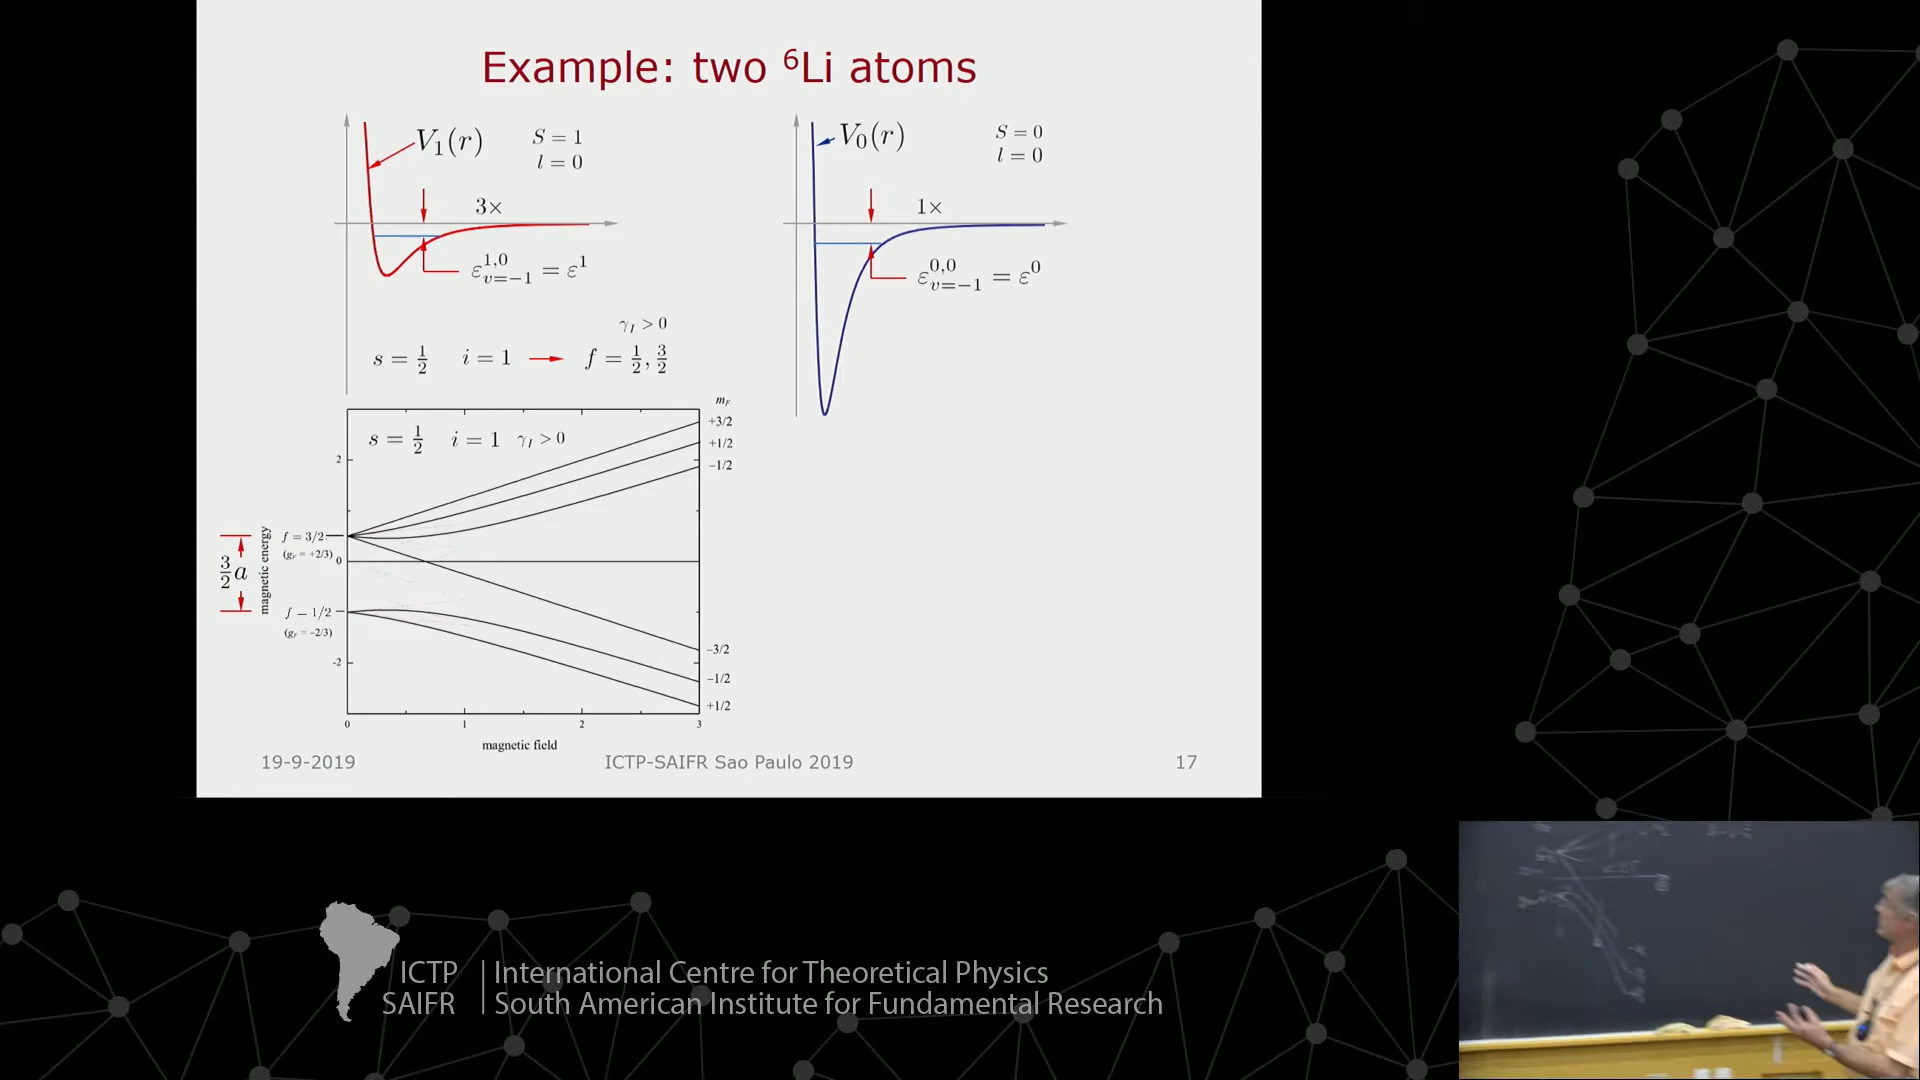 Example: two ⁶Li atoms
V₁(r)
S = 1
l = 0
3×
ε^{1,0}_{v=−1} = ε¹
V₀(r)
S = 0
l = 0
1×
ε^{0,0}_{v=−1} = ε⁰
γ_I > 0
s = 1/2 i = 1 → f = 1/2, 3/2
s = 1/2 i = 1 γ_I > 0
m_F
+3/2
+1/2
−1/2
−3/2
−1/2
+1/2
3/2 a
magnetic energy
f = 3/2
(g_F = +2/3)
f = 1/2
(g_F = −2/3)
2
0
-2
0 1 2 3
magnetic field
19-9-2019
ICTP-SAIFR Sao Paulo 2019
17
ICTP
SAIFR
International Centre for Theoretical Physics
South American Institute for Fundamental Research